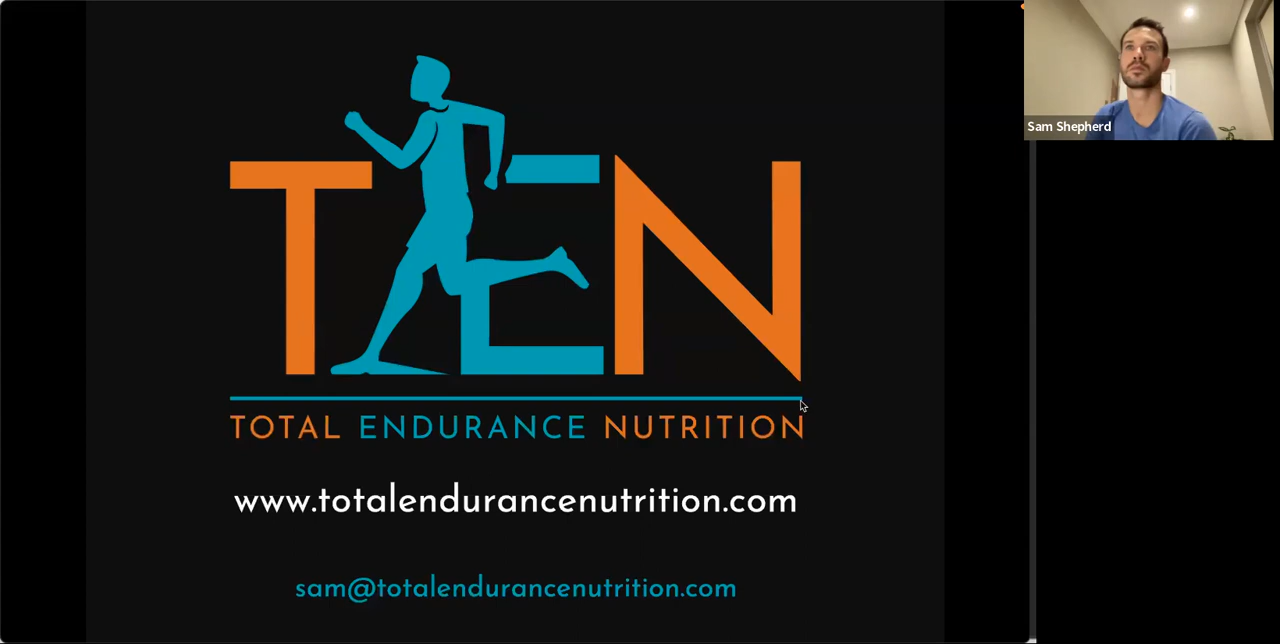 Sam Shepherd
TEN
TOTAL ENDURANCE NUTRITION
www.totalendurancenutrition.com
sam@totalendurancenutrition.com